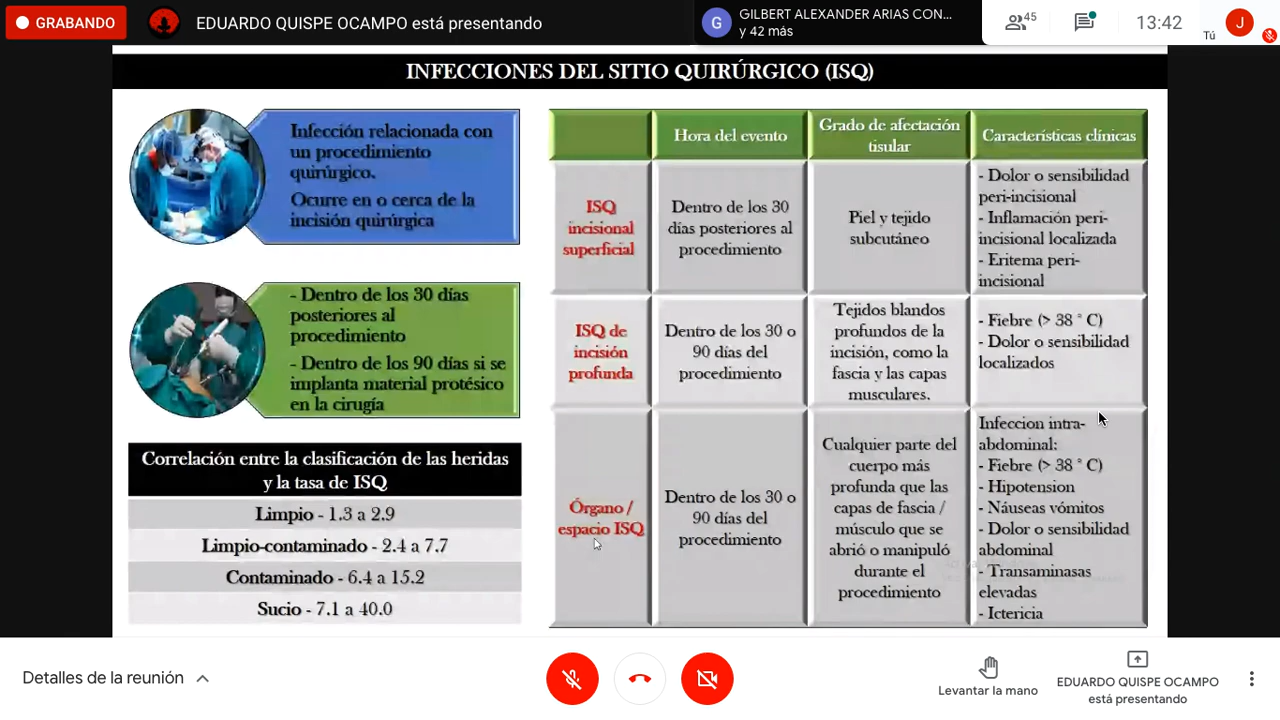 GRABANDO
EDUARDO QUISPE OCAMPO está presentando
G
GILBERT ALEXANDER ARIAS CON...
y 42 más
45
13:42
Tú
J
INFECCIONES DEL SITIO QUIRÚRGICO (ISQ)
Infección relacionada con
un procedimiento
quirúrgico.
Ocurre en o cerca de la
incisión quirúrgica
- Dentro de los 30 días
posteriores al
procedimiento
- Dentro de los 90 días si se
implanta material protésico
en la cirugía
Correlación entre la clasificación de las heridas
y la tasa de ISQ
Limpio - 1.3 a 2.9
Limpio-contaminado - 2.4 a 7.7
Contaminado - 6.4 a 15.2
Sucio - 7.1 a 40.0
Hora del evento
Grado de afectación
tisular
Características clínicas
ISQ
incisional
superficial
Dentro de los 30
días posteriores al
procedimiento
Piel y tejido
subcutáneo
- Dolor o sensibilidad
peri-incisional
- Inflamación peri-
incisional localizada
- Eritema peri-
incisional
ISQ de
incisión
profunda
Dentro de los 30 o
90 días del
procedimiento
Tejidos blandos
profundos de la
incisión, como la
fascia y las capas
musculares.
- Fiebre (> 38 ° C)
- Dolor o sensibilidad
localizados
Órgano /
espacio ISQ
Dentro de los 30 o
90 días del
procedimiento
Cualquier parte del
cuerpo más
profunda que las
capas de fascia /
músculo que se
abrió o manipuló
durante el
procedimiento
Infeccion intra-
abdominal:
- Fiebre (> 38 ° C)
- Hipotension
- Náuseas vómitos
- Dolor o sensibilidad
abdominal
- Transaminasas
elevadas
- Ictericia
Detalles de la reunión
Levantar la mano
EDUARDO QUISPE OCAMPO
está presentando